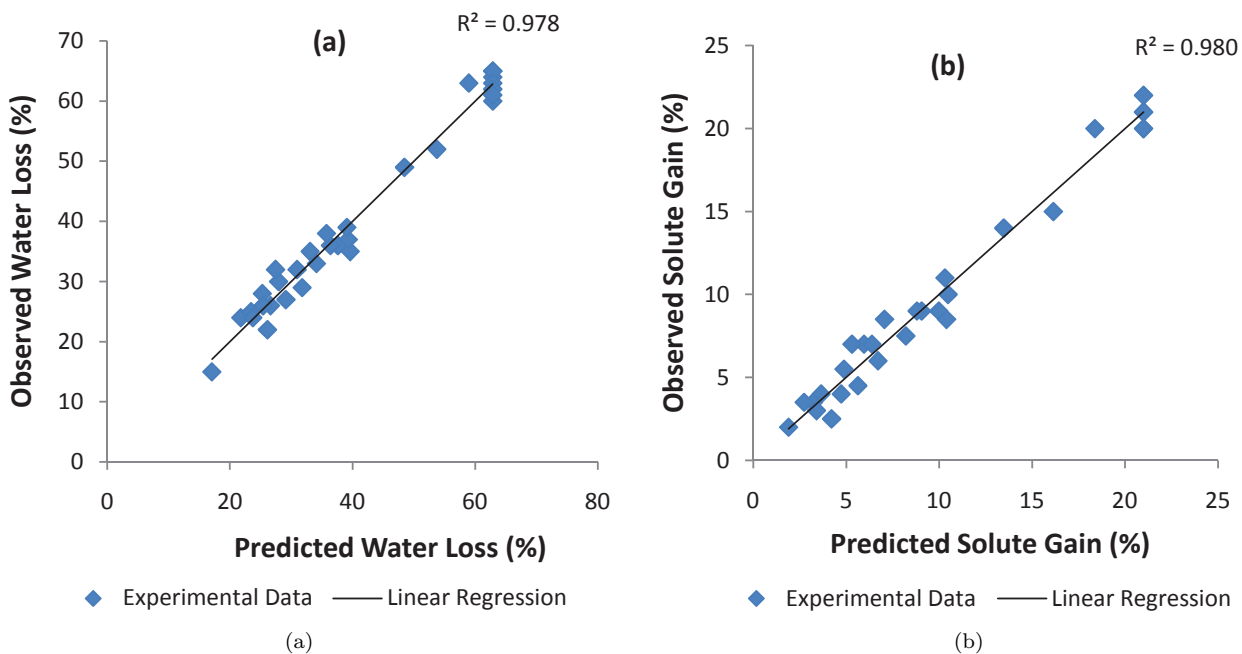 R² = 0.978
(a)
Observed Water Loss (%)
70
60
50
40
30
20
10
0
0 20 40 60 80
Predicted Water Loss (%)
Experimental Data Linear Regression
(a)
R² = 0.980
(b)
Observed Solute Gain (%)
25
20
15
10
5
0
0 5 10 15 20 25
Predicted Solute Gain (%)
Experimental Data Linear Regression
(b)